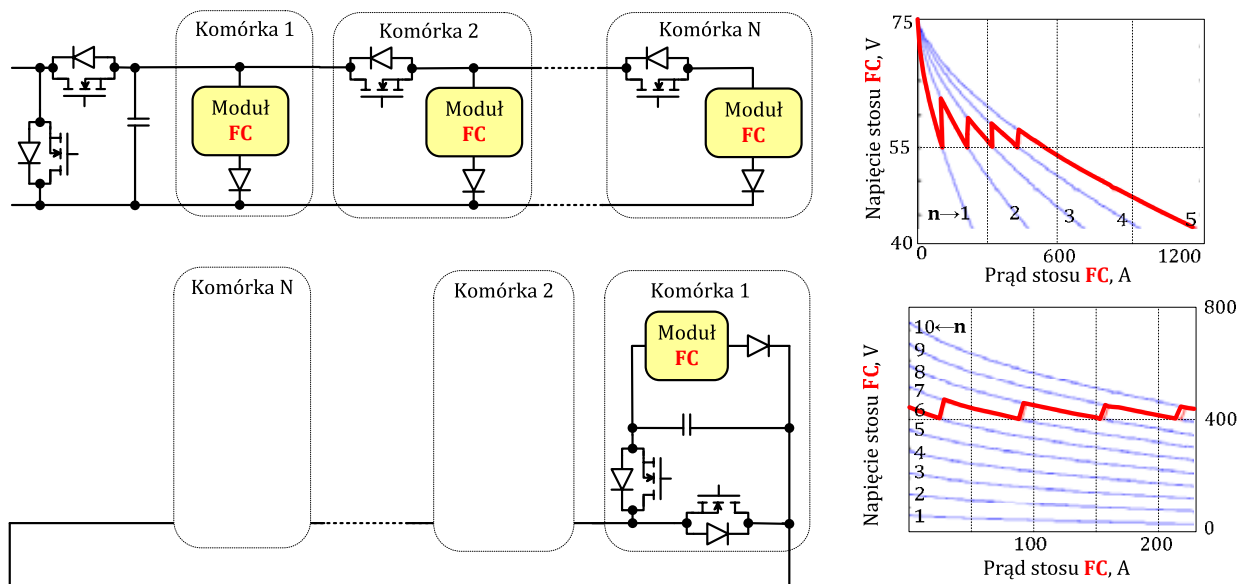 Komórka 1
Komórka 2
Komórka N
Moduł
FC
Moduł
FC
Moduł
FC
Napięcie stosu FC, V
75
55
40
n→1
2
3
4
5
0
600
1200
Prąd stosu FC, A
Komórka N
Komórka 2
Komórka 1
Moduł
FC
Napięcie stosu FC, V
10←n
9
8
7
6
5
4
3
2
1
800
400
0
100
200
Prąd stosu FC, A